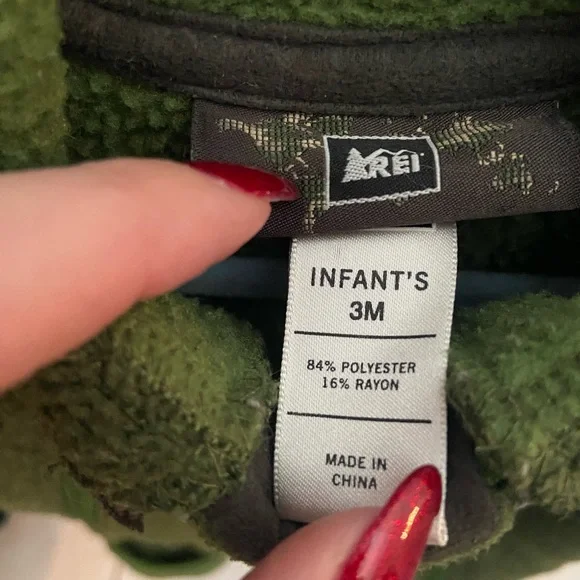 REI
INFANT'S
3M
84% POLYESTER
16% RAYON
MADE IN
CHINA